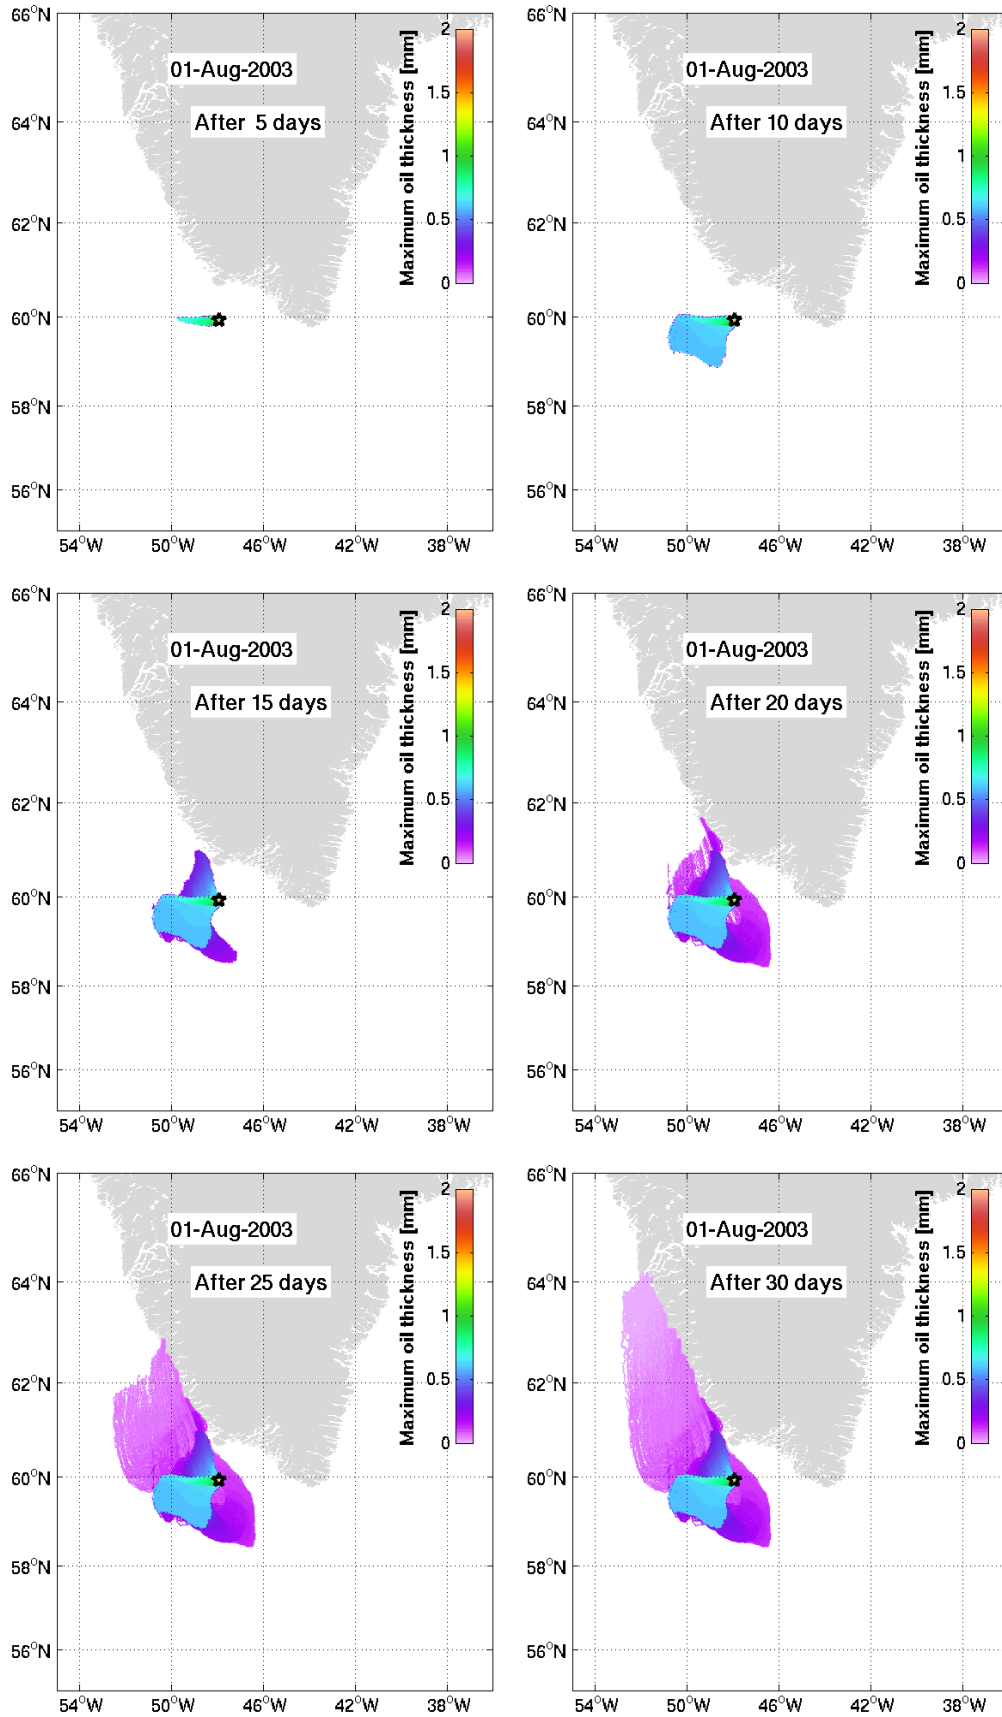 66°N
64°N
62°N
60°N
58°N
56°N
54°W 50°W 46°W 42°W 38°W
01-Aug-2003
After 5 days
Maximum oil thickness [mm]
2
1.5
1
0.5
0
66°N
64°N
62°N
60°N
58°N
56°N
54°W 50°W 46°W 42°W 38°W
01-Aug-2003
After 10 days
Maximum oil thickness [mm]
2
1.5
1
0.5
0
66°N
64°N
62°N
60°N
58°N
56°N
54°W 50°W 46°W 42°W 38°W
01-Aug-2003
After 15 days
Maximum oil thickness [mm]
2
1.5
1
0.5
0
66°N
64°N
62°N
60°N
58°N
56°N
54°W 50°W 46°W 42°W 38°W
01-Aug-2003
After 20 days
Maximum oil thickness [mm]
2
1.5
1
0.5
0
66°N
64°N
62°N
60°N
58°N
56°N
54°W 50°W 46°W 42°W 38°W
01-Aug-2003
After 25 days
Maximum oil thickness [mm]
2
1.5
1
0.5
0
66°N
64°N
62°N
60°N
58°N
56°N
54°W 50°W 46°W 42°W 38°W
01-Aug-2003
After 30 days
Maximum oil thickness [mm]
2
1.5
1
0.5
0